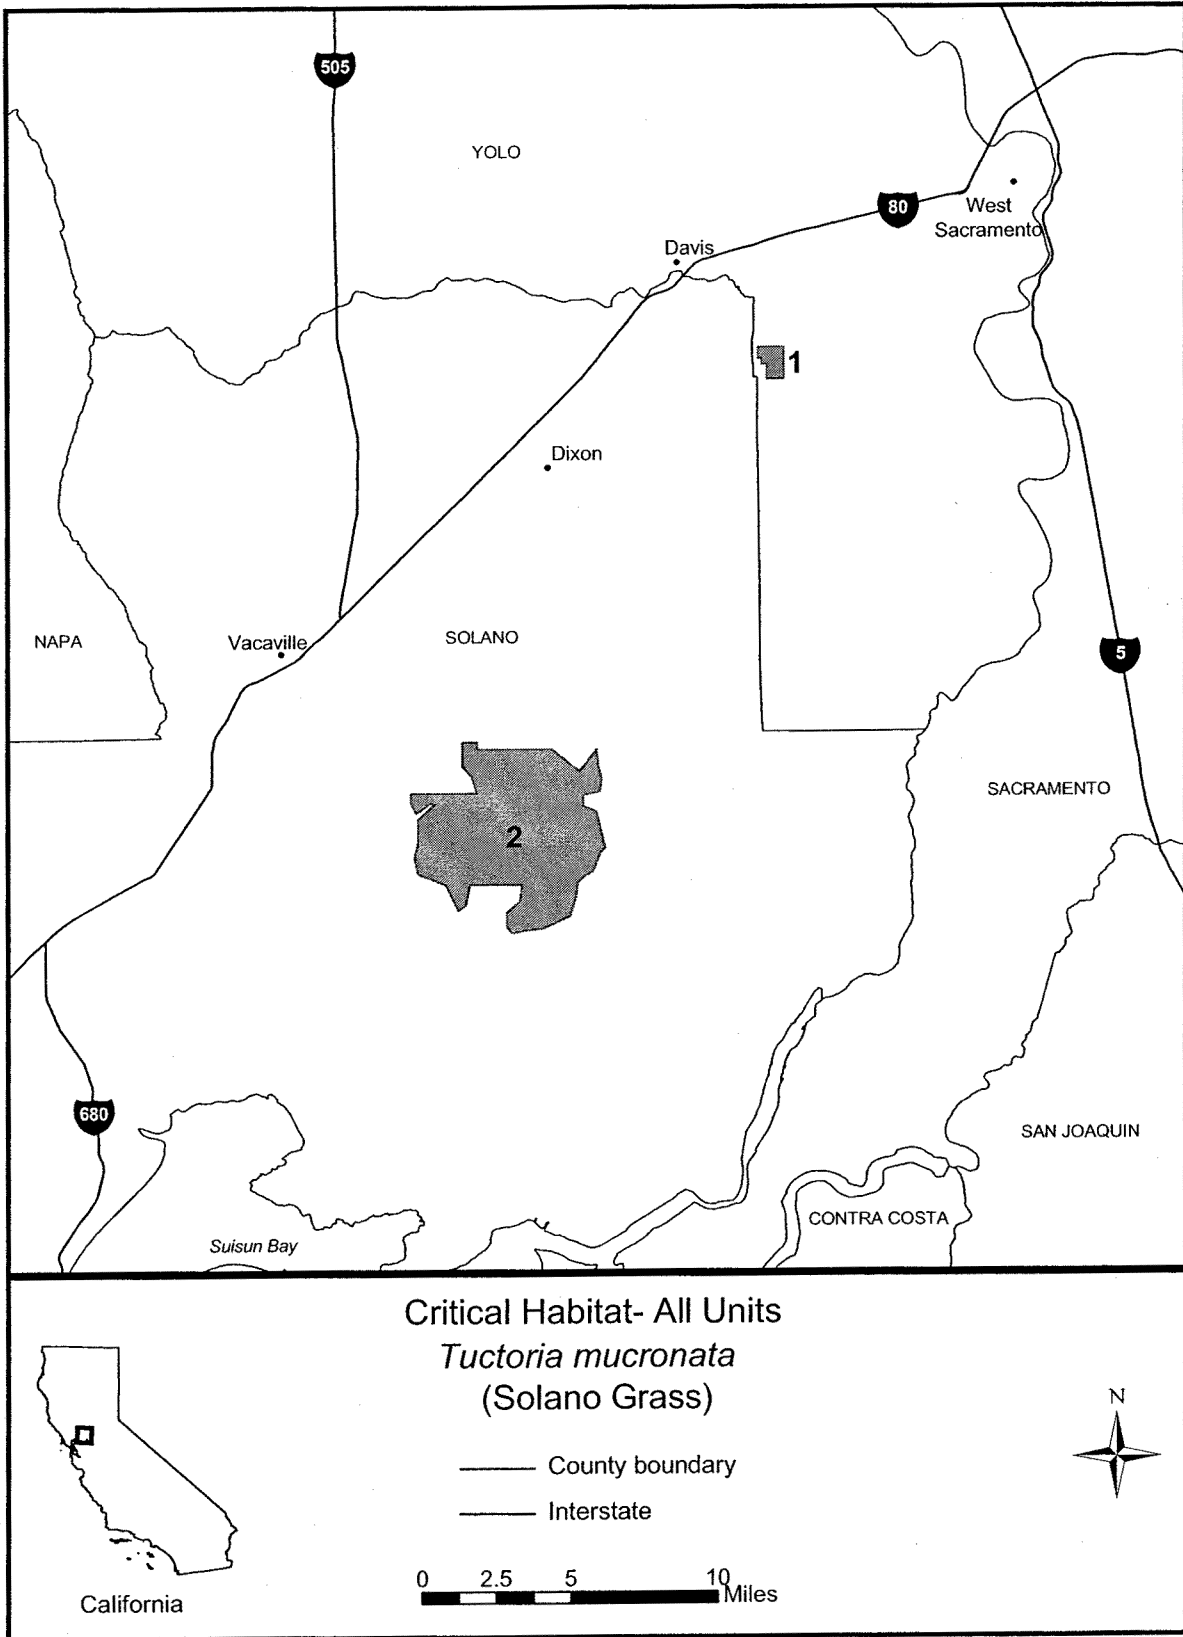 505
YOLO
80
West
Sacramento
Davis
1
Dixon
NAPA
Vacaville
SOLANO
5
SACRAMENTO
2
680
SAN JOAQUIN
CONTRA COSTA
Suisun Bay
Critical Habitat- All Units
Tuctoria mucronata
(Solano Grass)
N
County boundary
Interstate
0 2.5 5 10
Miles
California